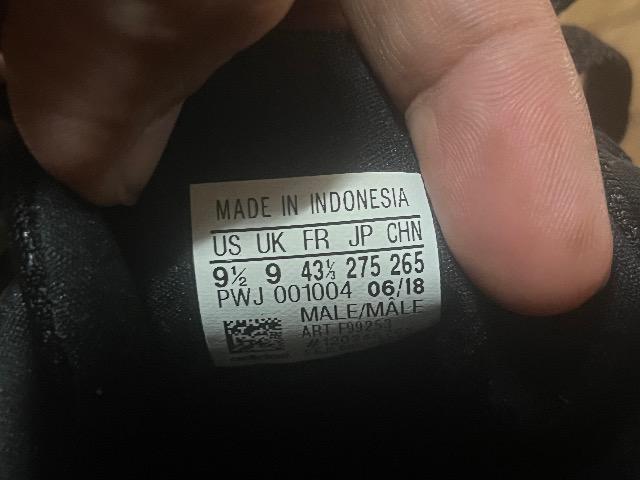 MADE IN INDONESIA
US UK FR JP CHN
9½ 9 43⅓ 275 265
PWJ 001004 06/18
MALE/MÂLE
ART